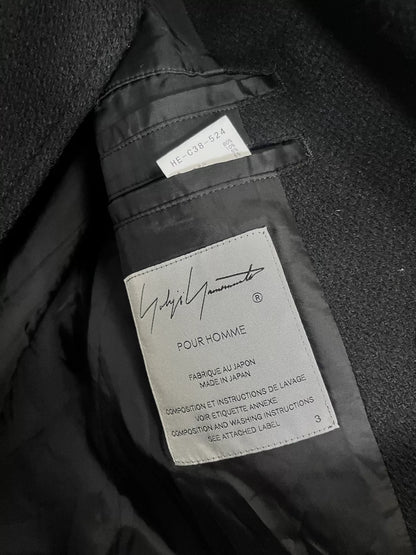 HE-C38-524
Yohji Yamamoto
®
POUR HOMME
FABRIQUE AU JAPON
MADE IN JAPAN
COMPOSITION ET INSTRUCTIONS DE LAVAGE
VOIR ETIQUETTE ANNEXE
COMPOSITION AND WASHING INSTRUCTIONS
SEE ATTACHED LABEL
3